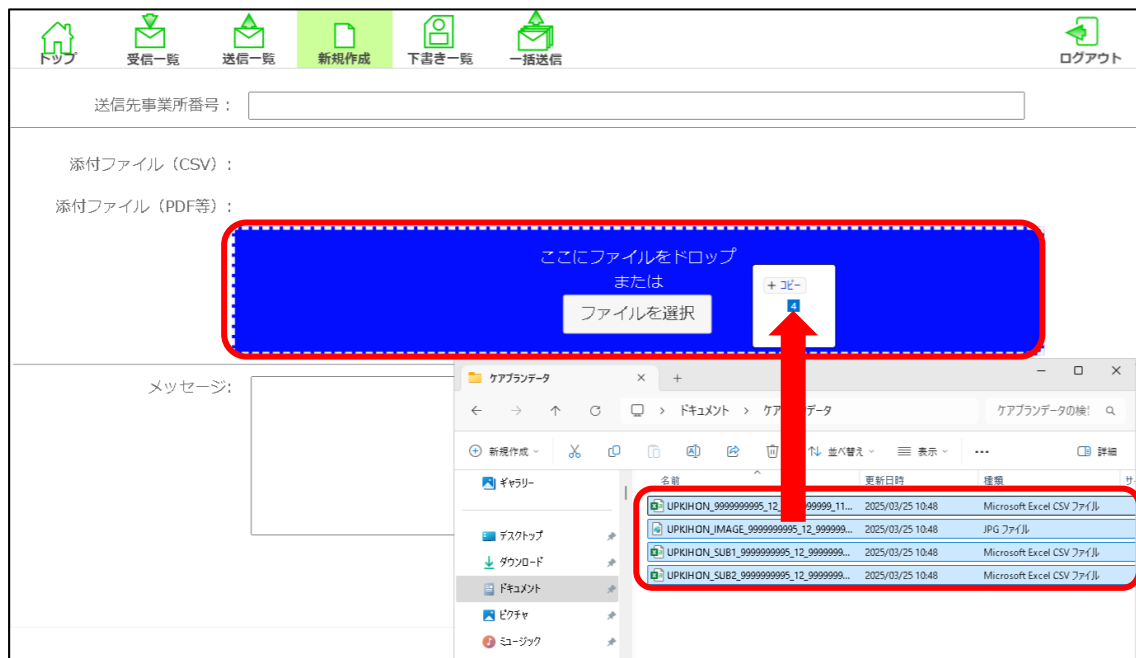 トップ 受信一覧 送信一覧 新規作成 下書き一覧 一括送信 ログアウト
送信先事業所番号：
添付ファイル（CSV）:
添付ファイル（PDF等）:
ここにファイルをドロップ
または
ファイルを選択
+ コピー
4
メッセージ:
ケアプランデータ
ドキュメント > ケア データ ケアプランデータの検
新規作成 並べ替え 表示 ... 詳細
名前 更新日時 種類
ギャラリー
デスクトップ
ダウンロード
ドキュメント
ピクチャ
ミュージック
UPKIHON_9999999995_12_ 99999_11... 2025/03/25 10:48 Microsoft Excel CSV ファイル
UPKIHON_IMAGE_9999999995_12_999999... 2025/03/25 10:48 JPG ファイル
UPKIHON_SUB1_9999999995_12_9999999... 2025/03/25 10:48 Microsoft Excel CSV ファイル
UPKIHON_SUB2_9999999995_12_9999999... 2025/03/25 10:48 Microsoft Excel CSV ファイル